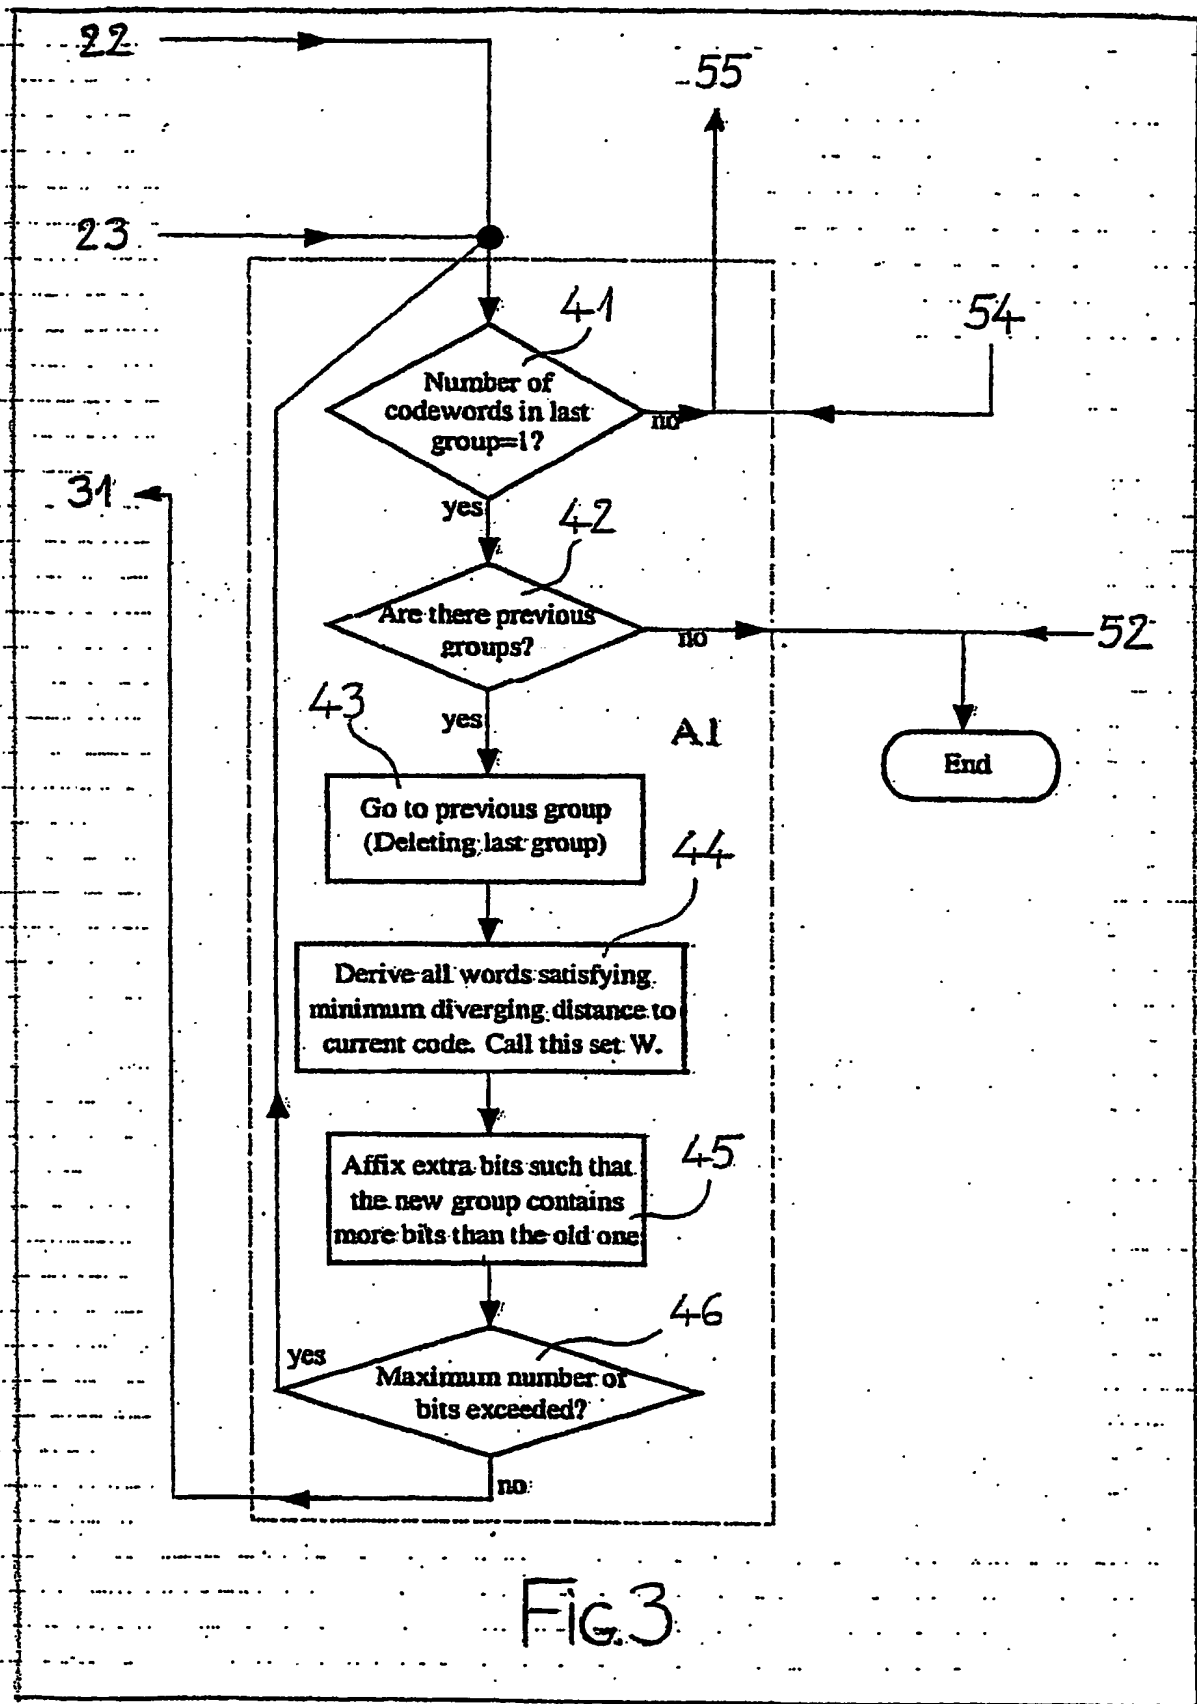 22
55
23
41
54
Number of
codewords in last
group=1?
no
31
yes
42
Are there previous
groups?
no
52
43
yes
A1
End
Go to previous group
(Deleting last group)
44
Derive all words satisfying
minimum diverging distance to
current code. Call this set W.
45
Affix extra bits such that
the new group contains
more bits than the old one
46
yes
Maximum number of
bits exceeded?
no
Fig.3